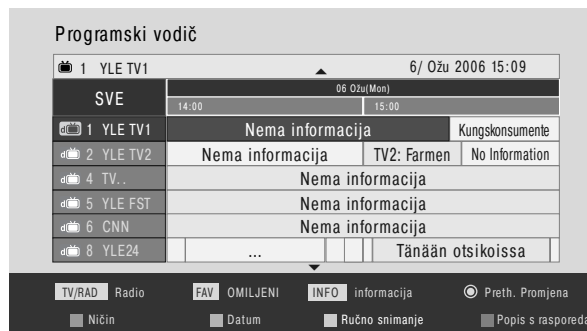 Programski vodič
1 YLE TV1 6/ Ožu 2006 15:09
SVE
06 Ožu(Mon)
14:00 15:00
1 YLE TV1 Nema informacija Kungskonsumente
2 YLE TV2 Nema informacija TV2: Farmen No Information
4 TV.. Nema informacija
5 YLE FST Nema informacija
6 CNN Nema informacija
8 YLE24 ... Tänään otsikoissa
TV/RAD Radio FAV OMILJENI INFO informacija Preth. Promjena
Ničin Datum Ručno snimanje Popis s raspoređa